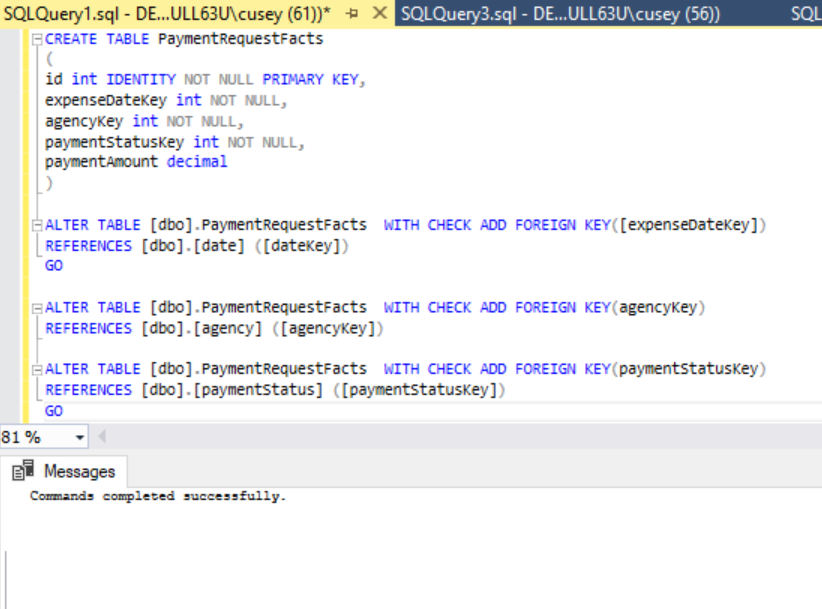 SQLQuery1.sql - DE...ULL63U\cusey (61))* SQLQuery3.sql - DE...ULL63U\cusey (56)) SQL
CREATE TABLE PaymentRequestFacts
(
id int IDENTITY NOT NULL PRIMARY KEY,
expenseDateKey int NOT NULL,
agencyKey int NOT NULL,
paymentStatusKey int NOT NULL,
paymentAmount decimal
)
ALTER TABLE [dbo].PaymentRequestFacts  WITH CHECK ADD FOREIGN KEY([expenseDateKey])
REFERENCES [dbo].[date] ([dateKey])
GO
ALTER TABLE [dbo].PaymentRequestFacts  WITH CHECK ADD FOREIGN KEY(agencyKey)
REFERENCES [dbo].[agency] ([agencyKey])
ALTER TABLE [dbo].PaymentRequestFacts  WITH CHECK ADD FOREIGN KEY(paymentStatusKey)
REFERENCES [dbo].[paymentStatus] ([paymentStatusKey])
GO
81 %
Messages
Commands completed successfully.